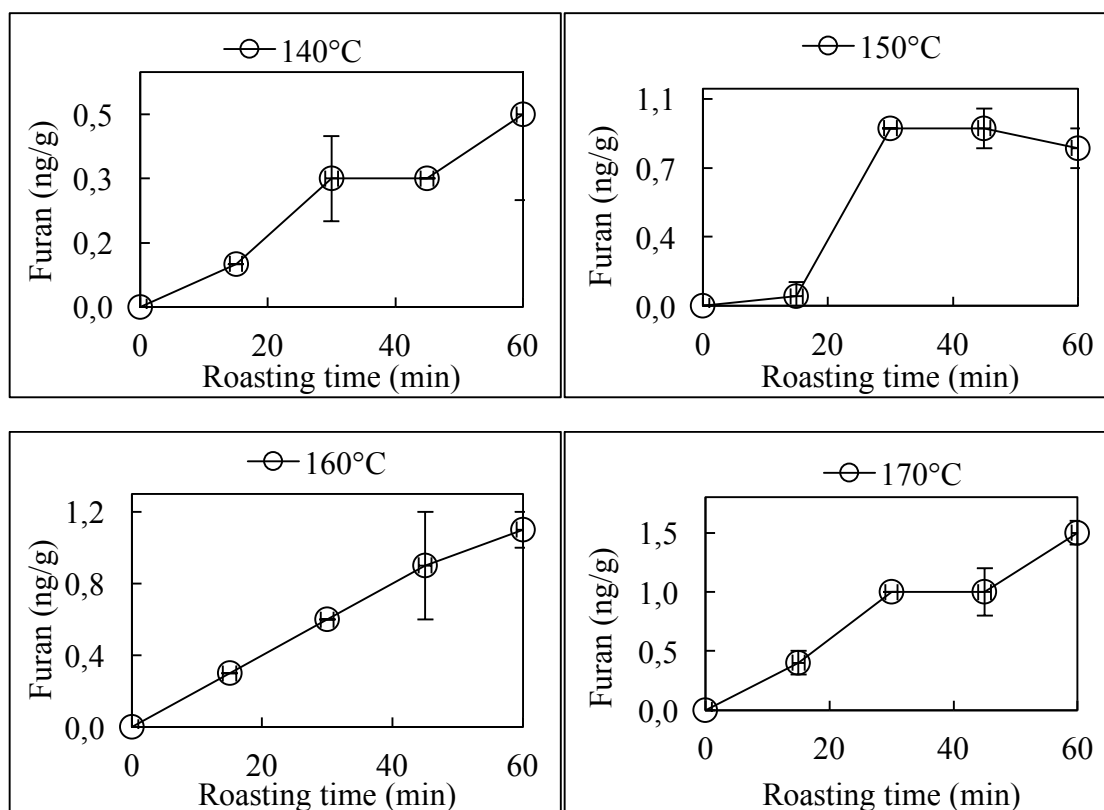 140°C
Furan (ng/g)
0,5
0,3
0,2
0,0
0 20 40 60
Roasting time (min)
150°C
Furan (ng/g)
1,1
0,7
0,4
0,0
0 20 40 60
Roasting time (min)
160°C
Furan (ng/g)
1,2
0,8
0,4
0,0
0 20 40 60
Roasting time (min)
170°C
Furan (ng/g)
1,5
1,0
0,5
0,0
0 20 40 60
Roasting time (min)